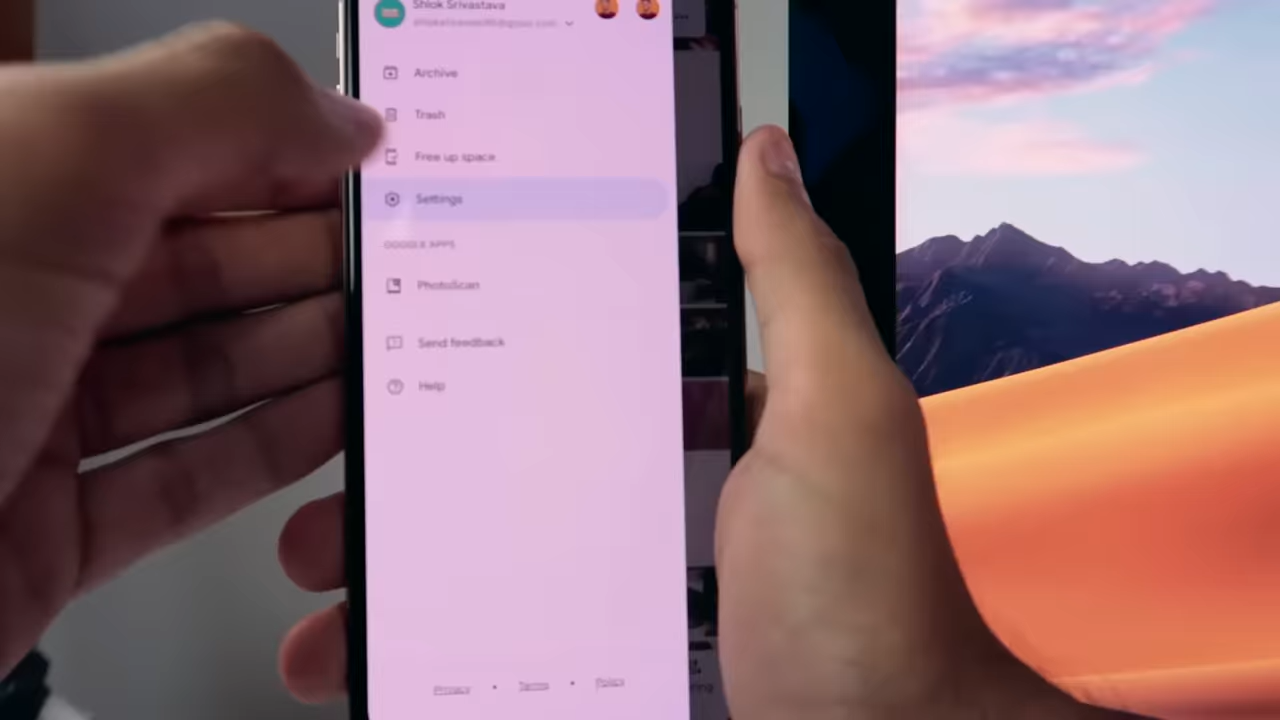 Shlok Srivastava
Archive
Trash
Free up space
Settings
GOOGLE APPS
PhotoScan
Send feedback
Help
Privacy • Terms • Policy